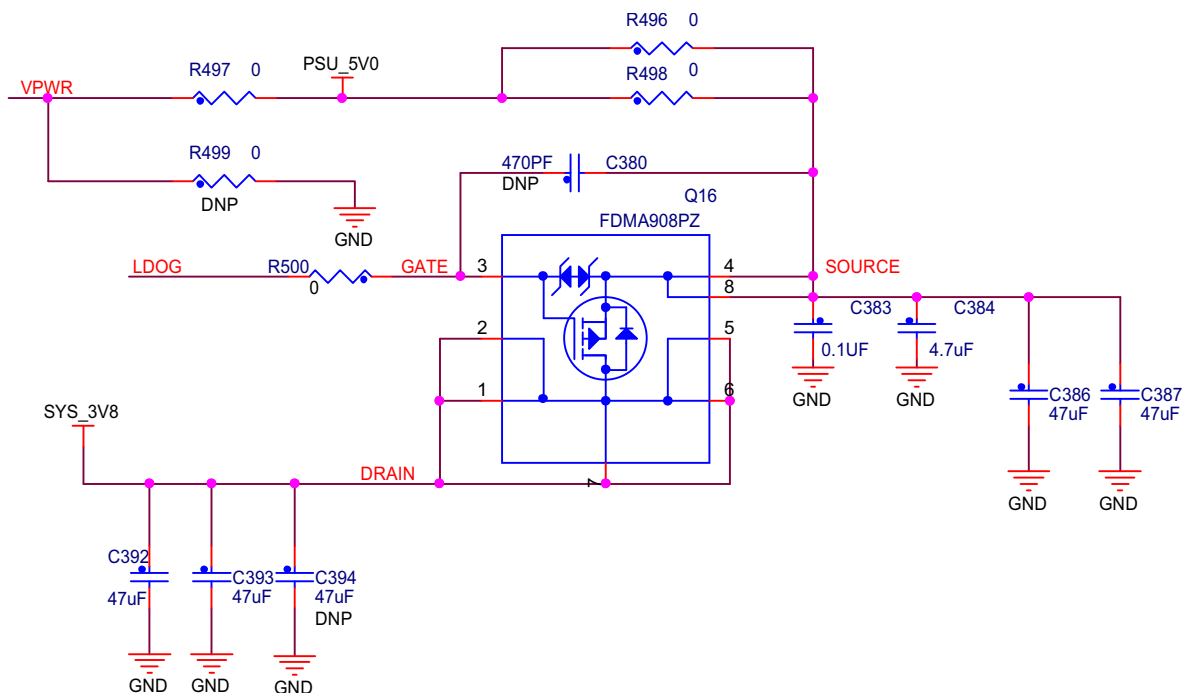 R496 0
R497 0
PSU_5V0
R498 0
VPWR
R499 0
DNP
GND
470PF
C380
DNP
Q16
FDMA908PZ
LDOG
R500
0
GATE
3
4
SOURCE
8
C383
C384
2
5
0.1UF
4.7uF
GND
GND
1
6
C386
47uF
C387
47uF
SYS_3V8
DRAIN
7
GND
GND
C392
47uF
C393
47uF
C394
47uF
DNP
GND
GND
GND